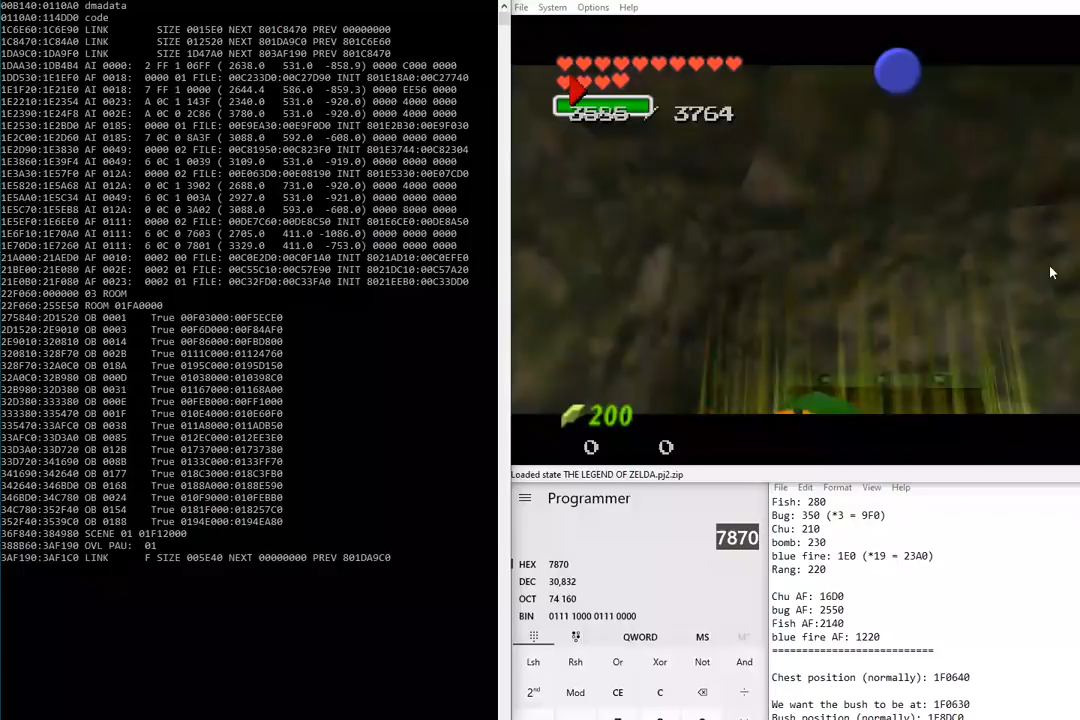 00B140:0110A0 dmadata
0110A0:114DD0 code
1C6E60:1C6E90 LINK SIZE 0015E0 NEXT 801C8470 PREV 00000000
1C8470:1C84A0 LINK SIZE 012520 NEXT 801DA9C0 PREV 801C6E60
1DA9C0:1DA9F0 LINK SIZE 1D47A0 NEXT 803AF190 PREV 801C8470
1DAA30:1DB4B4 AI 0000: 2 FF 1 06FF ( 2638.0 531.0 -858.9) 0000 C000 0000
1DD530:1E1EF0 AF 0018: 0000 01 FILE: 00C233D0:00C27D90 INIT 801E18A0:00C27740
1E1F20:1E21E0 AI 0018: 7 FF 1 0000 ( 2644.4 586.0 -859.3) 0000 EE56 0000
1E2210:1E2354 AI 0023: A 0C 1 143F ( 2340.0 531.0 -920.0) 0000 4000 0000
1E2390:1E24F8 AI 002E: A 0C 0 2C86 ( 3780.0 531.0 -920.0) 0000 4000 0000
1E2530:1E2BD0 AF 0185: 0000 01 FILE: 00E9EA30:00E9F0D0 INIT 801E2B30:00E9F030
1E2C00:1E2D60 AI 0185: 7 0C 0 8A3F ( 3088.0 592.0 -608.0) 0000 0000 0000
1E2D90:1E3830 AF 0049: 0000 02 FILE: 00C81950:00C823F0 INIT 801E3744:00C82304
1E3860:1E39F4 AI 0049: 6 0C 1 0039 ( 3109.0 531.0 -919.0) 0000 0000 0000
1E3A30:1E57F0 AF 012A: 0000 02 FILE: 00E063D0:00E08190 INIT 801E5330:00E07CD0
1E5820:1E5A68 AI 012A: 0 0C 1 3902 ( 2688.0 731.0 -920.0) 0000 4000 0000
1E5AA0:1E5C34 AI 0049: 6 0C 1 003A ( 2927.0 531.0 -921.0) 0000 0000 0000
1E5C70:1E5EB8 AI 012A: 0 0C 0 3A02 ( 3088.0 593.0 -608.0) 0000 8000 0000
1E5EF0:1E6EE0 AF 0111: 0000 02 FILE: 00DE7C60:00DE8C50 INIT 801E6CE0:00DE8A50
1E6F10:1E70A0 AI 0111: 6 0C 0 7603 ( 2705.0 411.0 -1086.0) 0000 0000 0000
1E70D0:1E7260 AI 0111: 6 0C 0 7801 ( 3329.0 411.0 -753.0) 0000 0000 0000
21A000:21AED0 AF 0010: 0002 00 FILE: 00C0E2D0:00C0F1A0 INIT 8021AD10:00C0EFE0
21BE00:21E080 AF 002E: 0002 01 FILE: 00C55C10:00C57E90 INIT 8021DC10:00C57A20
21E0B0:21F080 AF 0023: 0002 01 FILE: 00C32FD0:00C33FA0 INIT 8021EEB0:00C33DD0
22F060:000000 03 ROOM
22F060:255E50 ROOM 01FA0000
275840:2D1520 OB 0001 True 00F03000:00F5ECE0
2D1520:2E9010 OB 0003 True 00F6D000:00F84AF0
2E9010:320810 OB 0014 True 00F86000:00FBD800
320810:328F70 OB 002B True 0111C000:01124760
328F70:32A0C0 OB 018A True 0195C000:0195D150
32A0C0:32B980 OB 000D True 01038000:010398C0
32B980:32D380 OB 0031 True 01167000:01168A00
32D380:333380 OB 000E True 00FEB000:00FF1000
333380:335470 OB 001F True 010E4000:010E60F0
335470:33AFC0 OB 0038 True 011A8000:011ADB50
33AFC0:33D3A0 OB 0085 True 012EC000:012EE3E0
33D3A0:33D720 OB 012B True 01737000:01737380
33D720:341690 OB 008B True 0133C000:0133FF70
341690:342640 OB 0177 True 018C3000:018C3FB0
342640:346BD0 OB 0168 True 0188A000:0188E590
346BD0:34C780 OB 0024 True 010F9000:010FEBB0
34C780:352F40 OB 0154 True 0181F000:018257C0
352F40:3539C0 OB 0188 True 0194E000:0194EA80
36F840:384980 SCENE 01 01F12000
388B60:3AF190 OVL PAU: 01
3AF190:3AF1C0 LINK F SIZE 005E40 NEXT 00000000 PREV 801DA9C0
File System Options Help
/ 3764
200
0 0
Loaded state THE LEGEND OF ZELDA.pj2.zip
Programmer
7870
HEX 7870
DEC 30,832
OCT 74 160
BIN 0111 1000 0111 0000
QWORD MS
Lsh Rsh Or Xor Not And
2nd Mod CE C ⌫ ÷
File Edit Format View Help
Fish: 280
Bug: 350 (*3 = 9F0)
Chu: 210
bomb: 230
blue fire: 1E0 (*19 = 23A0)
Rang: 220
Chu AF: 16D0
bug AF: 2550
Fish AF:2140
blue fire AF: 1220
==========================
Chest position (normally): 1F0640
We want the bush to be at: 1F0630
Bush position (normally): 1E8DC0